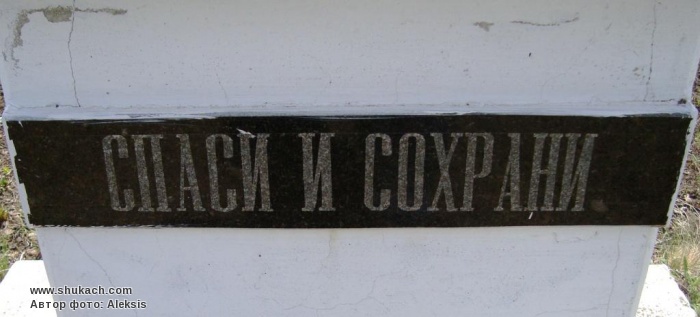 СПАСИ И СОХРАНИ
www.shukach.com
Автор фото: Aleksis